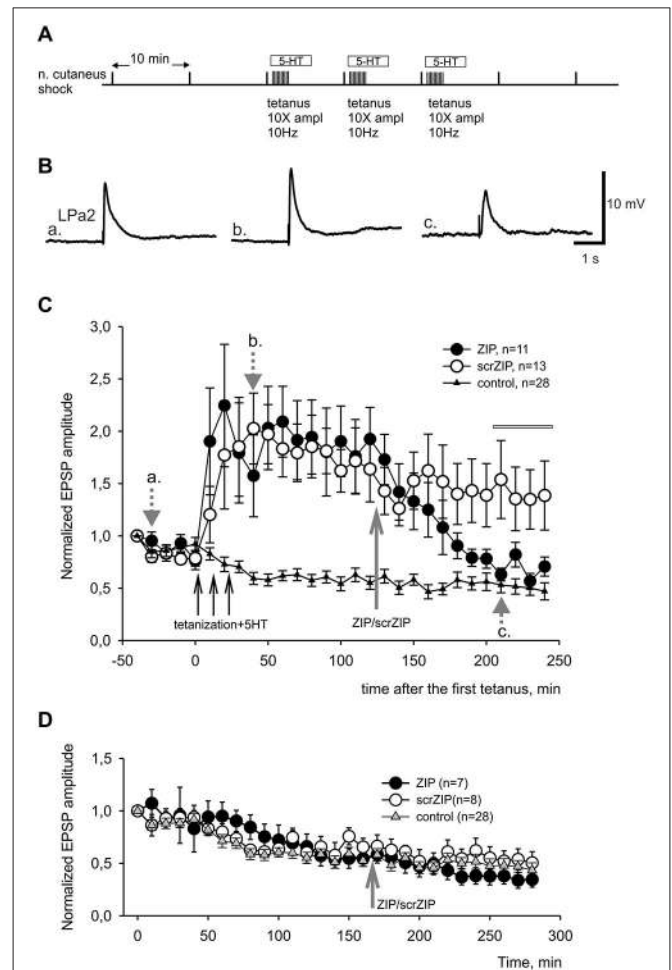 A
10 min
5-HT 5-HT 5-HT
n. cutaneus
shock
tetanus tetanus tetanus
10X ampl 10X ampl 10X ampl
10Hz 10Hz 10Hz
B
LPa2
a. b. c.
10 mV
1 s
C
3,0
2,5
2,0
1,5
1,0
0,5
0,0
Normalized EPSP amplitude
a.
b.
c.
ZIP, n=11
scrZIP, n=13
control, n=28
tetanization+5HT
ZIP/scrZIP
-50 0 50 100 150 200 250
time after the first tetanus, min
D
1,5
1,0
0,5
0,0
Normalized EPSP amplitude
ZIP (n=7)
scrZIP(n=8)
control (n=28)
ZIP/scrZIP
0 50 100 150 200 250 300
Time, min